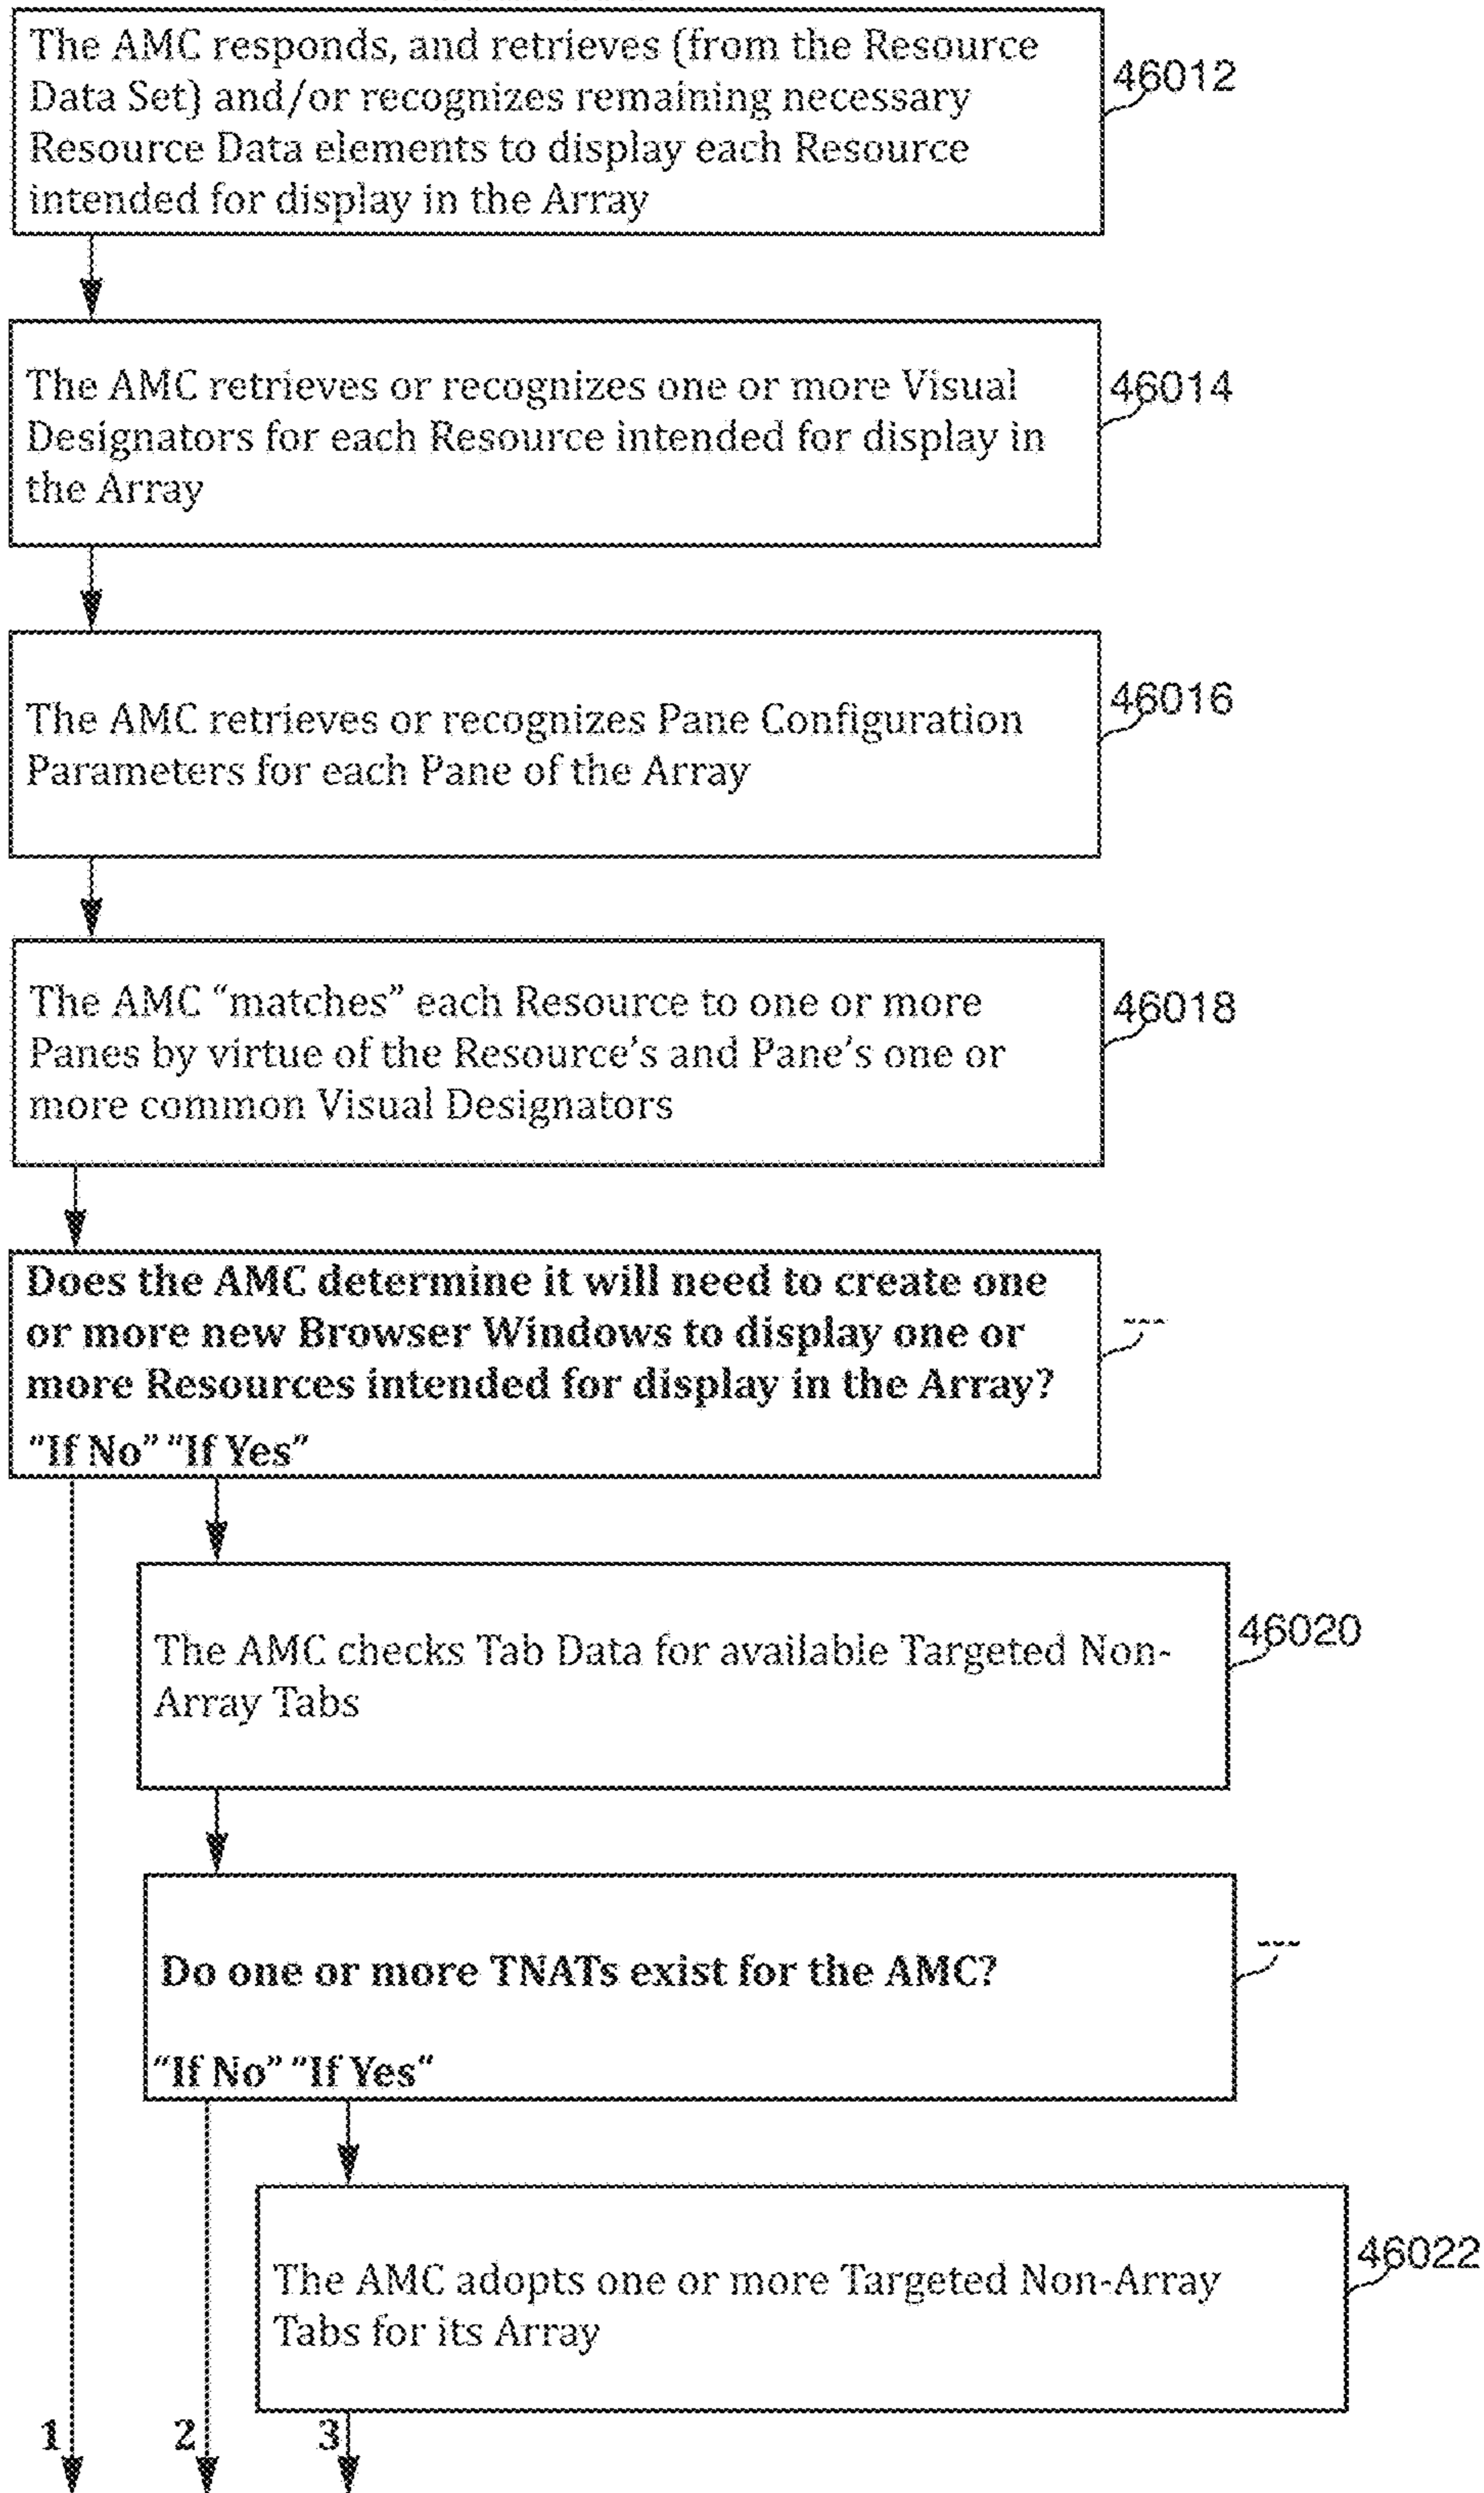 The AMC responds, and retrieves (from the Resource
Data Set) and/or recognizes remaining necessary
Resource Data elements to display each Resource
intended for display in the Array
46012
The AMC retrieves or recognizes one or more Visual
Designators for each Resource intended for display in
the Array
46014
The AMC retrieves or recognizes Pane Configuration
Parameters for each Pane of the Array
46016
The AMC “matches” each Resource to one or more
Panes by virtue of the Resource’s and Pane’s one or
more common Visual Designators
46018
Does the AMC determine it will need to create one
or more new Browser Windows to display one or
more Resources intended for display in the Array?
“If No” “If Yes”
---
The AMC checks Tab Data for available Targeted Non-
Array Tabs
46020
Do one or more TNATs exist for the AMC?
“If No” “If Yes“
---
The AMC adopts one or more Targeted Non-Array
Tabs for its Array
46022
1 2 3